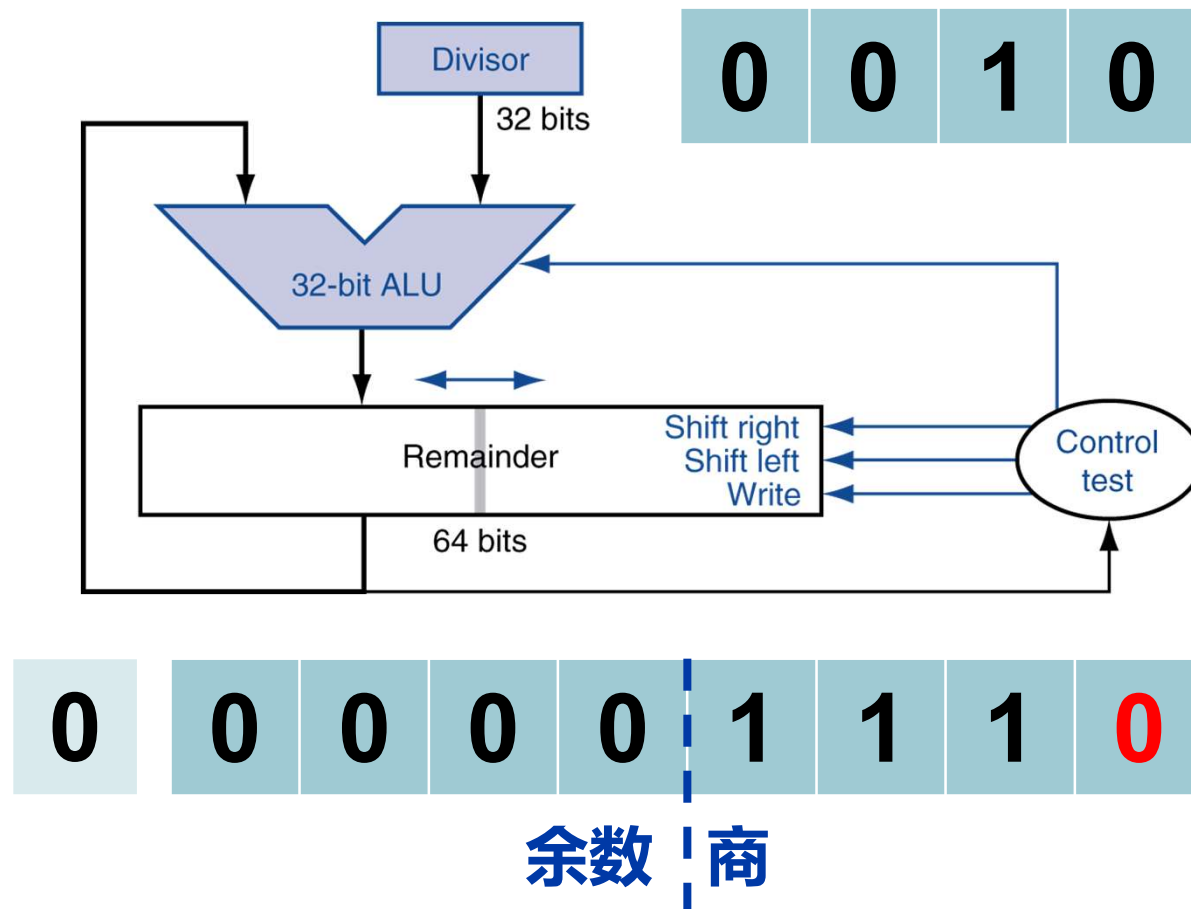 Divisor
0 0 1 0
32 bits
32-bit ALU
Remainder
Shift right
Shift left
Write
Control
test
64 bits
0 0 0 0 0 1 1 1 0
余数 商